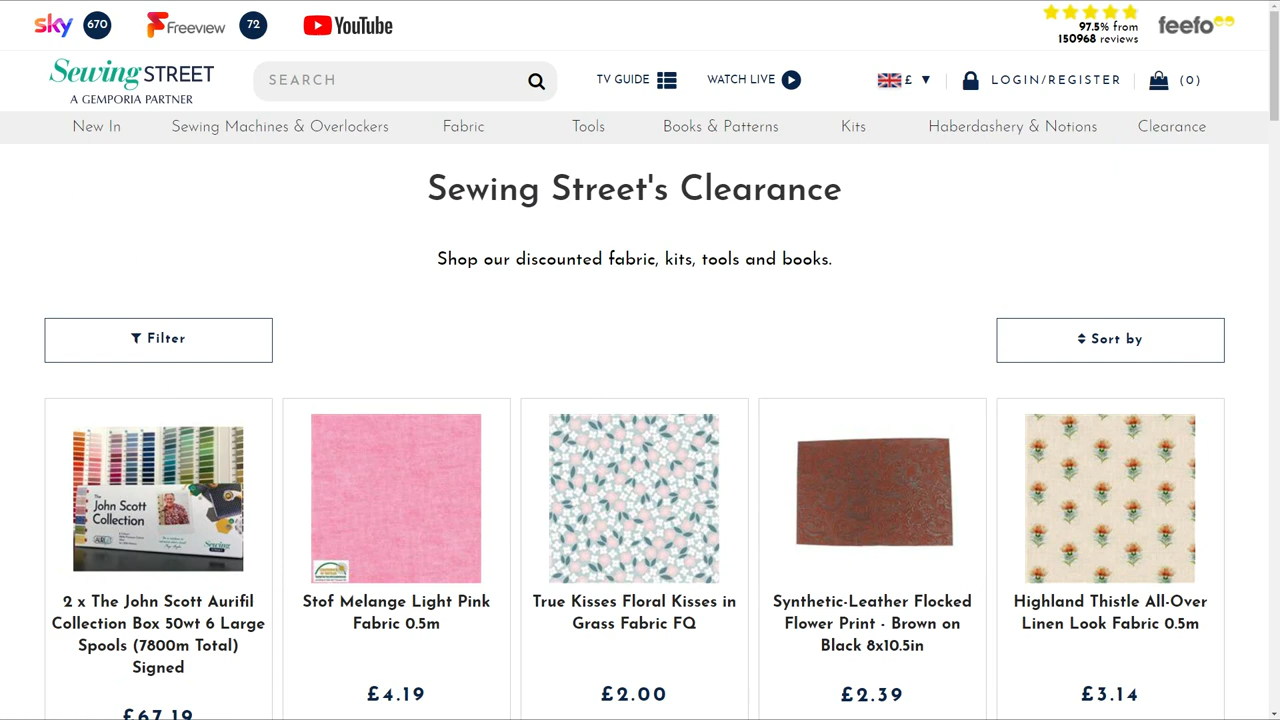 sky 670 Freeview 72 YouTube
97.5% from
150968 reviews
feefo
Sewing STREET
A GEMPORIA PARTNER
SEARCH
TV GUIDE
WATCH LIVE
£ ▼
LOGIN/REGISTER
(0)
New In Sewing Machines & Overlockers Fabric Tools Books & Patterns Kits Haberdashery & Notions Clearance
Sewing Street's Clearance
Shop our discounted fabric, kits, tools and books.
Filter
Sort by
The
John Scott
Collection
Sewing
2 x The John Scott Aurifil
Collection Box 50wt 6 Large
Spools (7800m Total)
Signed
£67.19
Stof Melange Light Pink
Fabric 0.5m
£4.19
True Kisses Floral Kisses in
Grass Fabric FQ
£2.00
Synthetic-Leather Flocked
Flower Print - Brown on
Black 8x10.5in
£2.39
Highland Thistle All-Over
Linen Look Fabric 0.5m
£3.14